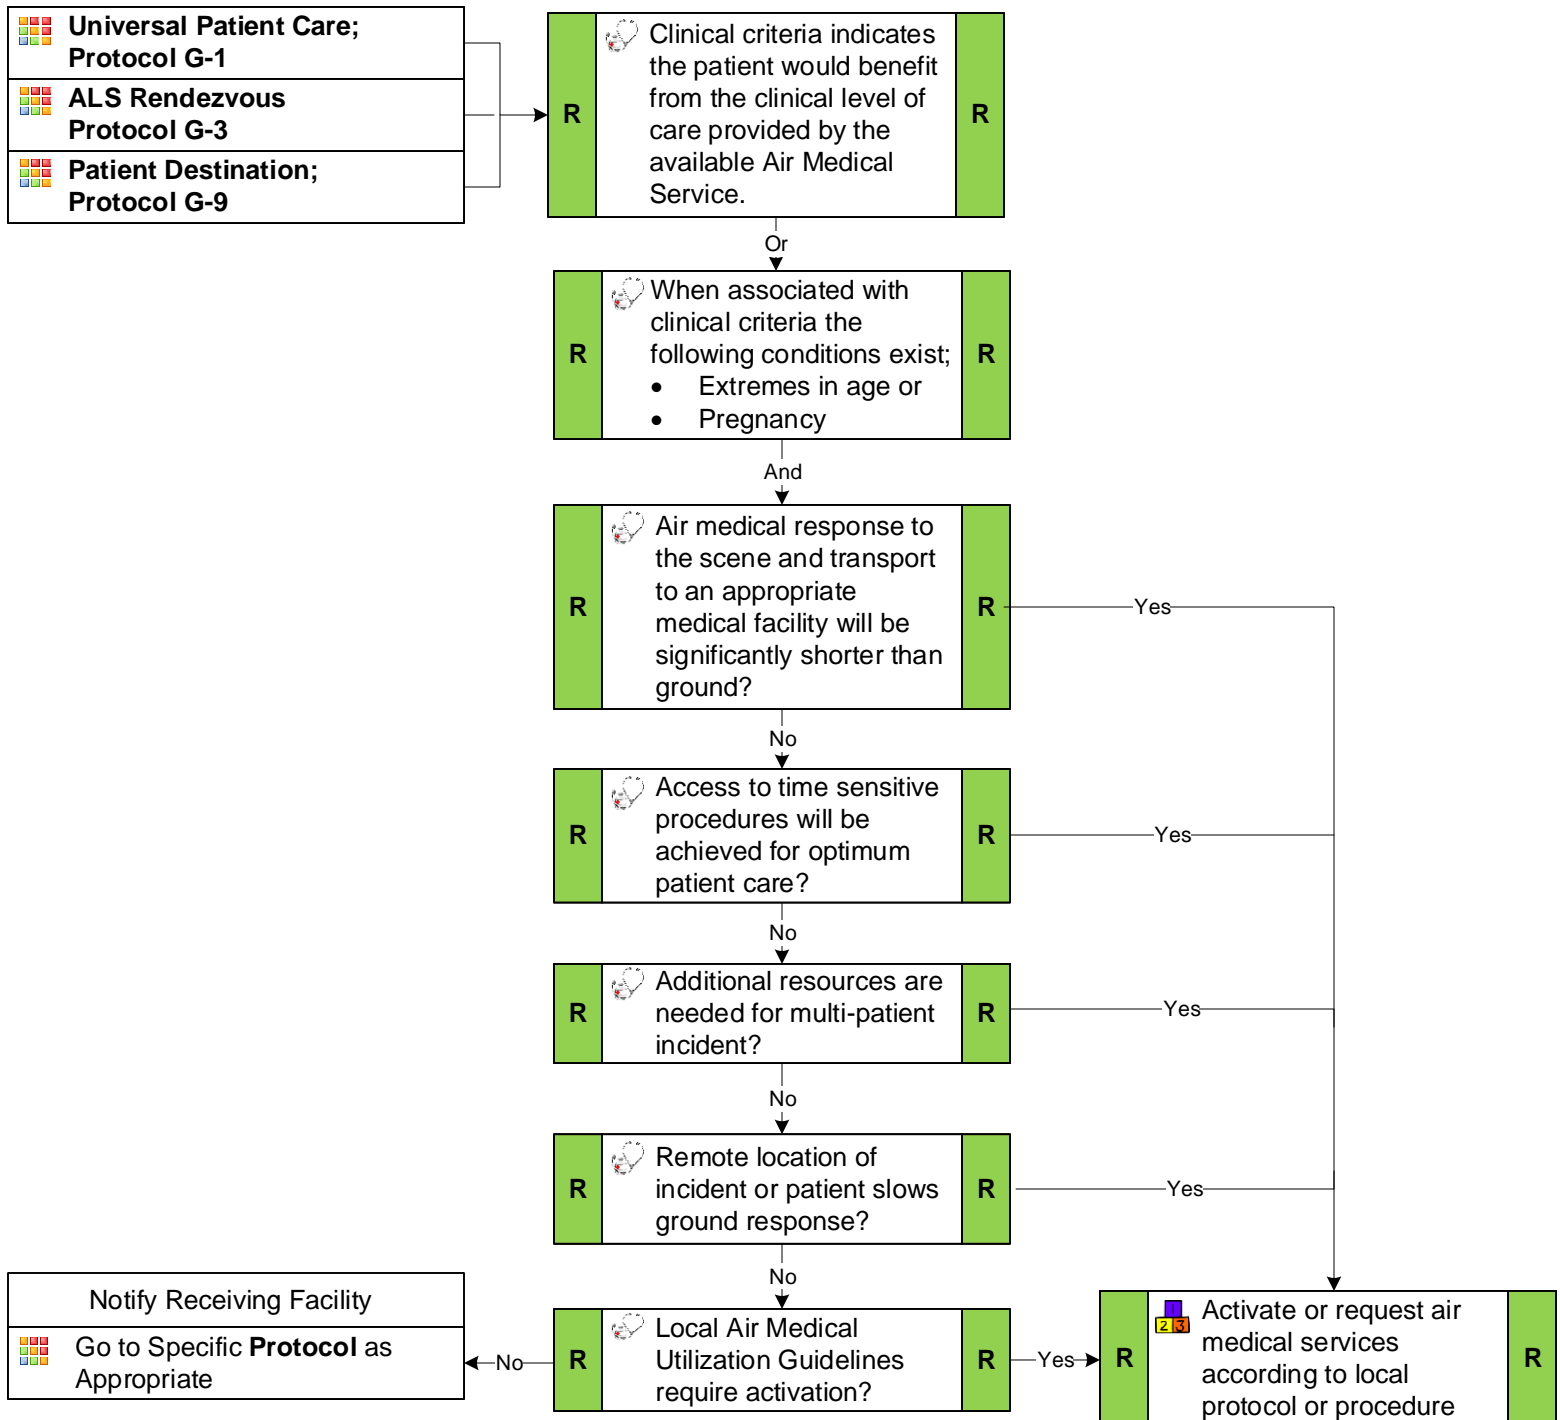 Universal Patient Care;
Protocol G-1
ALS Rendezvous
Protocol G-3
Patient Destination;
Protocol G-9
R
Clinical criteria indicates
the patient would benefit
from the clinical level of
care provided by the
available Air Medical
Service.
R
Or
R
When associated with
clinical criteria the
following conditions exist;
• Extremes in age or
• Pregnancy
R
And
R
Air medical response to
the scene and transport
to an appropriate
medical facility will be
significantly shorter than
ground?
R
Yes
No
R
Access to time sensitive
procedures will be
achieved for optimum
patient care?
R
Yes
No
R
Additional resources are
needed for multi-patient
incident?
R
Yes
No
R
Remote location of
incident or patient slows
ground response?
R
Yes
No
Notify Receiving Facility
Go to Specific Protocol as
Appropriate
No
R
Local Air Medical
Utilization Guidelines
require activation?
R
Yes
R
1
2 3
Activate or request air
medical services
according to local
protocol or procedure
R